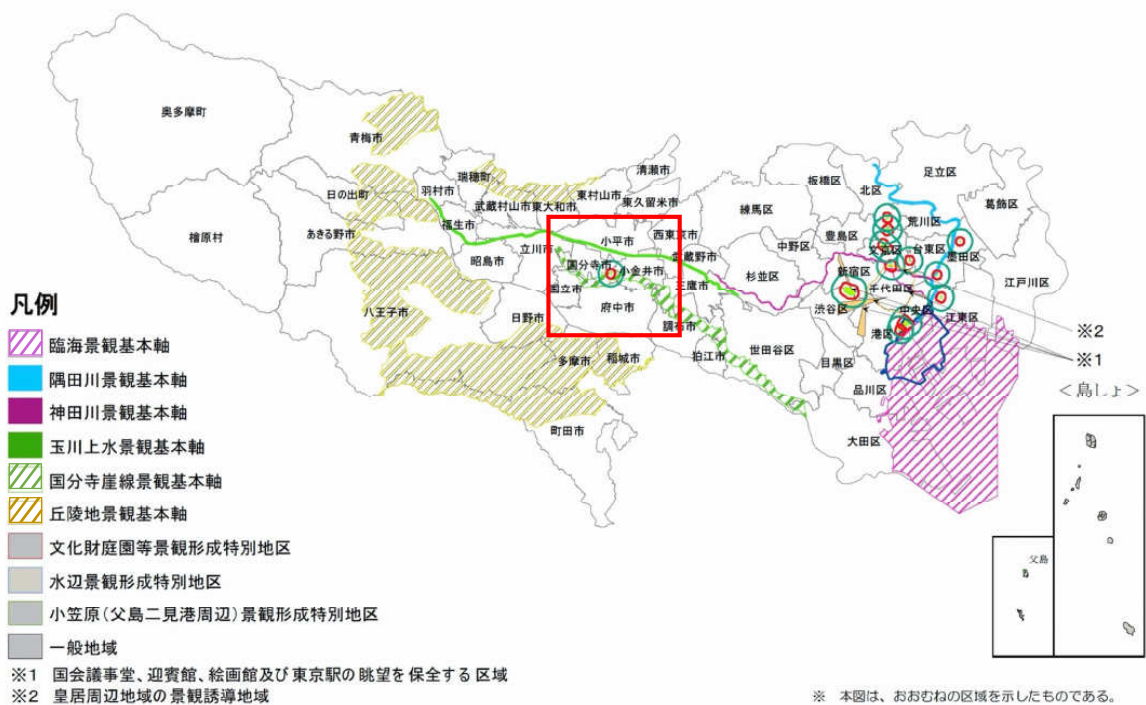 奥多摩町
青梅市
清瀬市
足立区
板橋区
北区
瑞穂町
羽村市
東村山市
日の出町
武蔵村山市
東大和市
東久留米市
練馬区
葛飾区
檜原村
あきる野市
福生市
豊島区
荒川区
立川市
小平市
西東京市
中野区
文京区
台東区
墨田区
昭島市
国分寺市
小金井市
武蔵野市
杉並区
新宿区
千代田区
江戸川区
国立市
三鷹市
八王子市
日野市
府中市
渋谷区
中央区
江東区
調布市
港区
※2
多摩市
稲城市
狛江市
世田谷区
目黒区
※1
品川区
<島しょ>
町田市
大田区
父島
凡例
臨海景観基本軸
隅田川景観基本軸
神田川景観基本軸
玉川上水景観基本軸
国分寺崖線景観基本軸
丘陵地景観基本軸
文化財庭園等景観形成特別地区
水辺景観形成特別地区
小笠原(父島二見港周辺)景観形成特別地区
一般地域
※1 国会議事堂、迎賓館、絵画館及び東京駅の眺望を保全する区域
※2 皇居周辺地域の景観誘導地域
※ 本図は、おおむねの区域を示したものである。